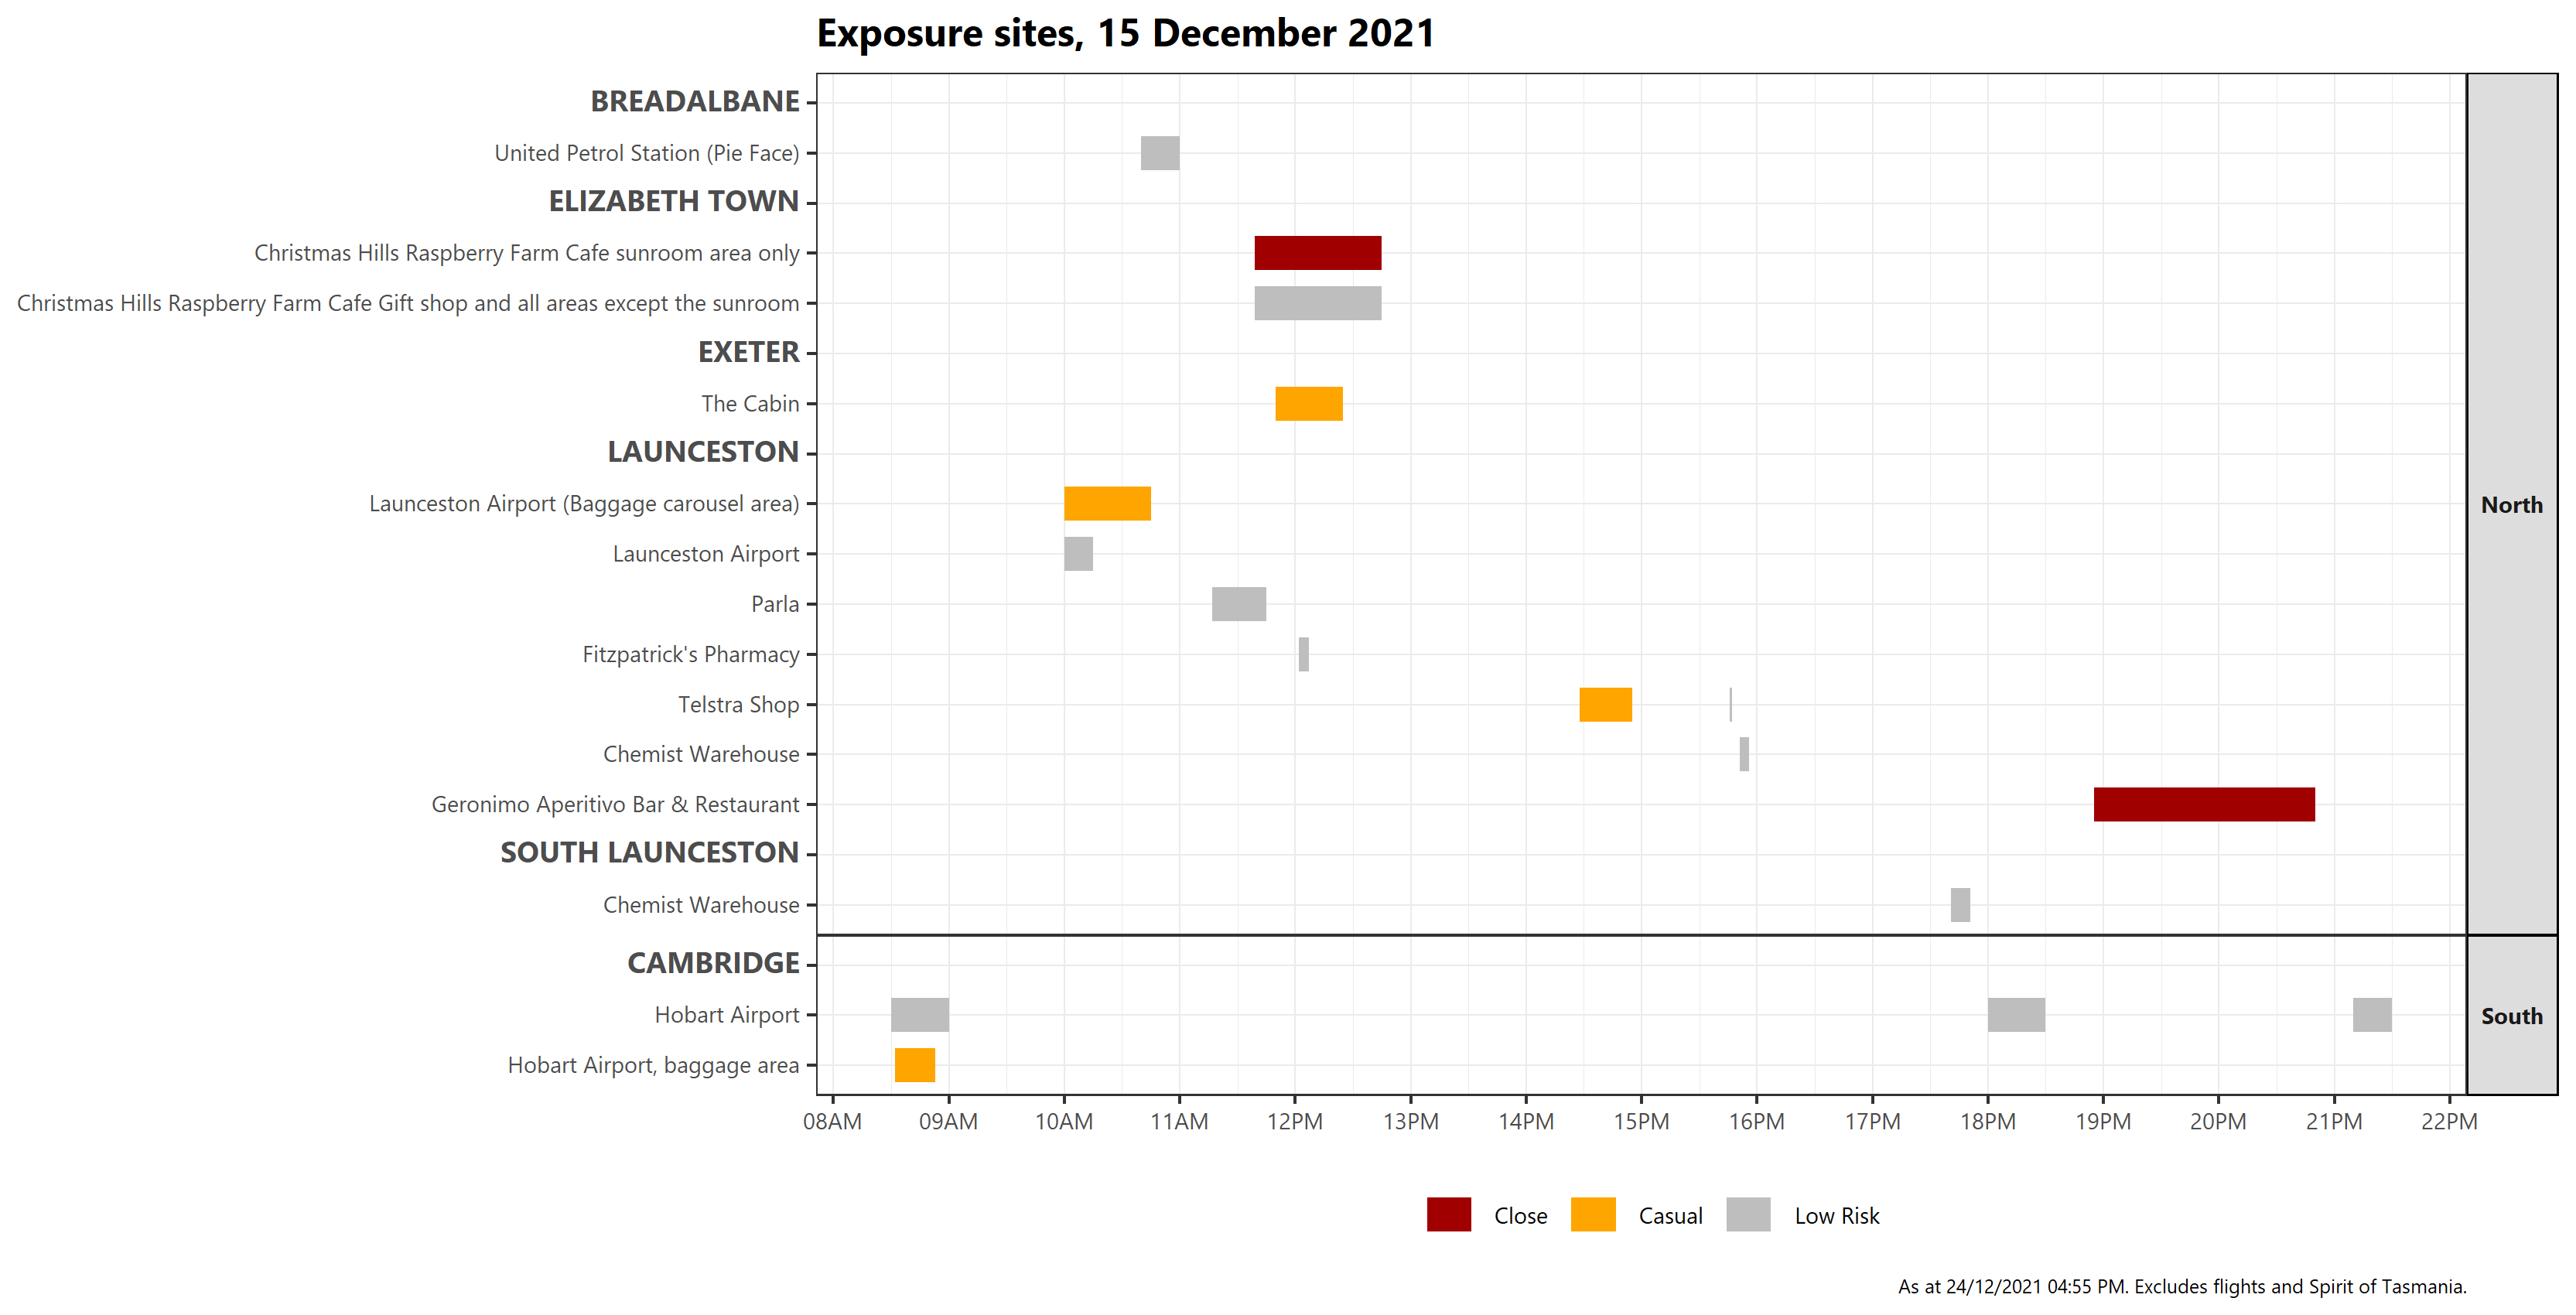 Exposure sites, 15 December 2021
BREADALBANE
United Petrol Station (Pie Face)
ELIZABETH TOWN
Christmas Hills Raspberry Farm Cafe sunroom area only
Christmas Hills Raspberry Farm Cafe Gift shop and all areas except the sunroom
EXETER
The Cabin
LAUNCESTON
Launceston Airport (Baggage carousel area)
Launceston Airport
Parla
Fitzpatrick's Pharmacy
Telstra Shop
Chemist Warehouse
Geronimo Aperitivo Bar & Restaurant
SOUTH LAUNCESTON
Chemist Warehouse
North
CAMBRIDGE
Hobart Airport
Hobart Airport, baggage area
South
08AM 09AM 10AM 11AM 12PM 13PM 14PM 15PM 16PM 17PM 18PM 19PM 20PM 21PM 22PM
Close Casual Low Risk
As at 24/12/2021 04:55 PM. Excludes flights and Spirit of Tasmania.